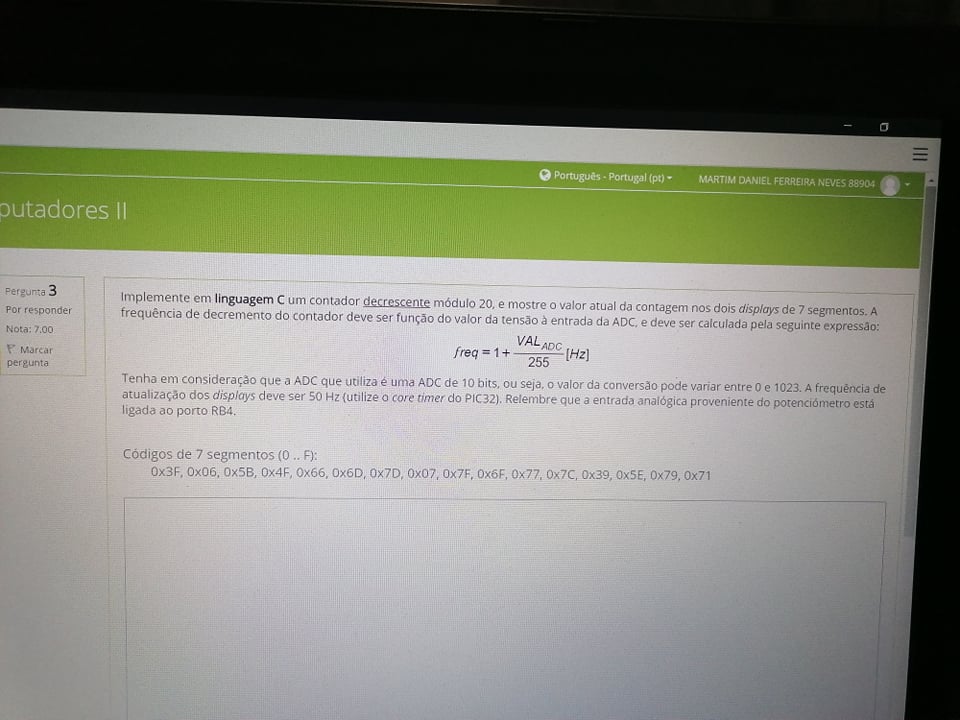 Português - Portugal (pt)
MARTIM DANIEL FERREIRA NEVES 88904
putadores II
Pergunta 3
Por responder
Nota: 7,00
Marcar
pergunta
Implemente em linguagem C um contador decrescente módulo 20, e mostre o valor atual da contagem nos dois displays de 7 segmentos. A
frequência de decremento do contador deve ser função do valor da tensão à entrada da ADC, e deve ser calculada pela seguinte expressão:
freq = 1 + VAL_ADC / 255 [Hz]
Tenha em consideração que a ADC que utiliza é uma ADC de 10 bits, ou seja, o valor da conversão pode variar entre 0 e 1023. A frequência de
atualização dos displays deve ser 50 Hz (utilize o core timer do PIC32). Relembre que a entrada analógica proveniente do potenciómetro está
ligada ao porto RB4.
Códigos de 7 segmentos (0 .. F):
0x3F, 0x06, 0x5B, 0x4F, 0x66, 0x6D, 0x7D, 0x07, 0x7F, 0x6F, 0x77, 0x7C, 0x39, 0x5E, 0x79, 0x71